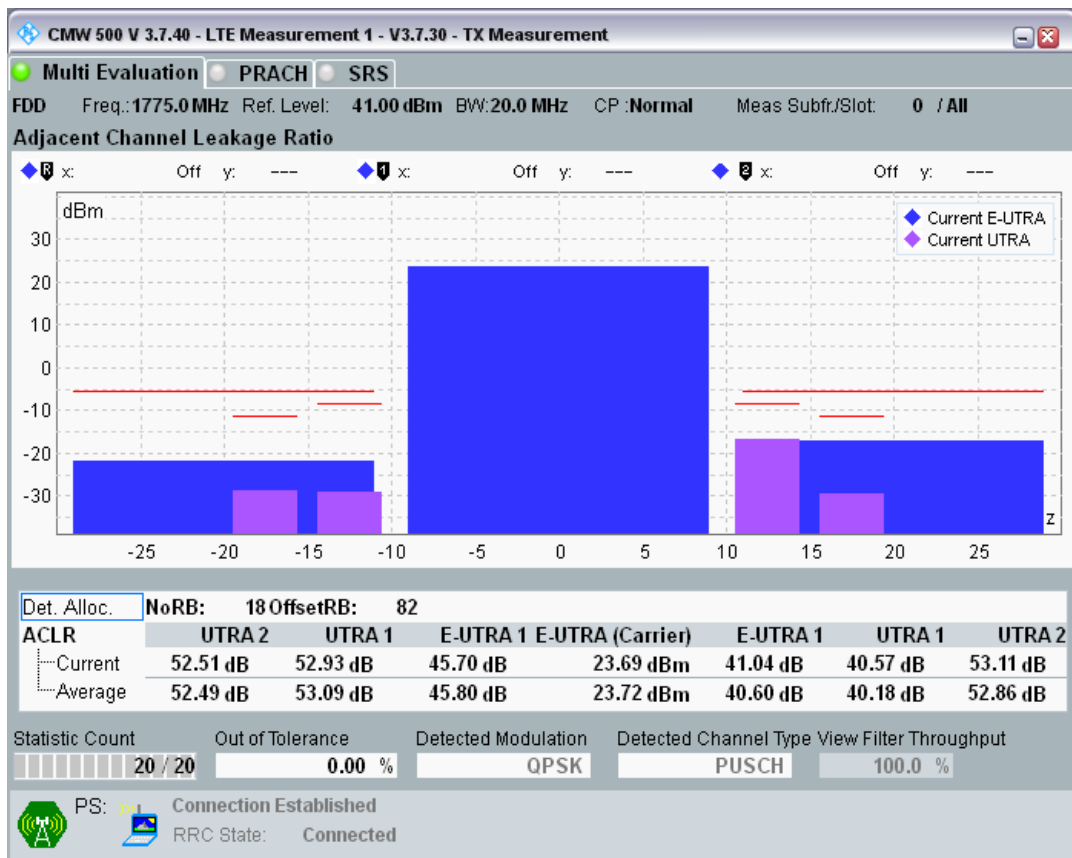 CMW 500 V 3.7.40 - LTE Measurement 1 - V3.7.30 - TX Measurement
Multi Evaluation PRACH SRS
FDD Freq.: 1775.0 MHz Ref. Level: 41.00 dBm BW: 20.0 MHz CP : Normal Meas Subfr./Slot: 0 / All
Adjacent Channel Leakage Ratio
R x: Off y: --- 1 x: Off y: --- 2 x: Off y: ---
dBm
Current E-UTRA
Current UTRA
30
20
10
0
-10
-20
-30
z
-25 -20 -15 -10 -5 0 5 10 15 20 25
Det. Alloc. NoRB: 18 OffsetRB: 82
ACLR UTRA 2 UTRA 1 E-UTRA 1 E-UTRA (Carrier) E-UTRA 1 UTRA 1 UTRA 2
Current 52.51 dB 52.93 dB 45.70 dB 23.69 dBm 41.04 dB 40.57 dB 53.11 dB
Average 52.49 dB 53.09 dB 45.80 dB 23.72 dBm 40.60 dB 40.18 dB 52.86 dB
Statistic Count Out of Tolerance Detected Modulation Detected Channel Type View Filter Throughput
20 / 20 0.00 % QPSK PUSCH 100.0 %
PS: Connection Established
RRC State: Connected